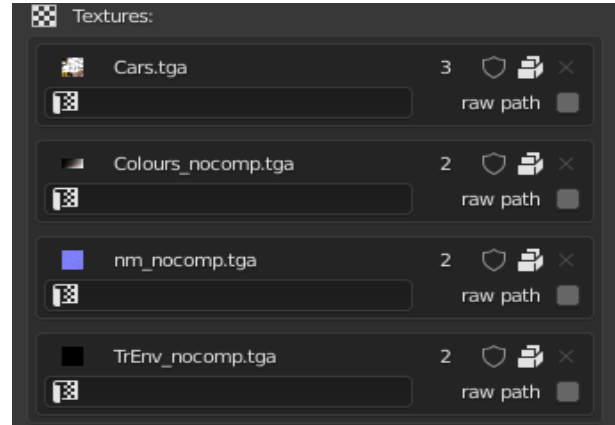 Textures:
Cars.tga 3
raw path
Colours_nocomp.tga 2
raw path
nm_nocomp.tga 2
raw path
TrEnv_nocomp.tga 2
raw path